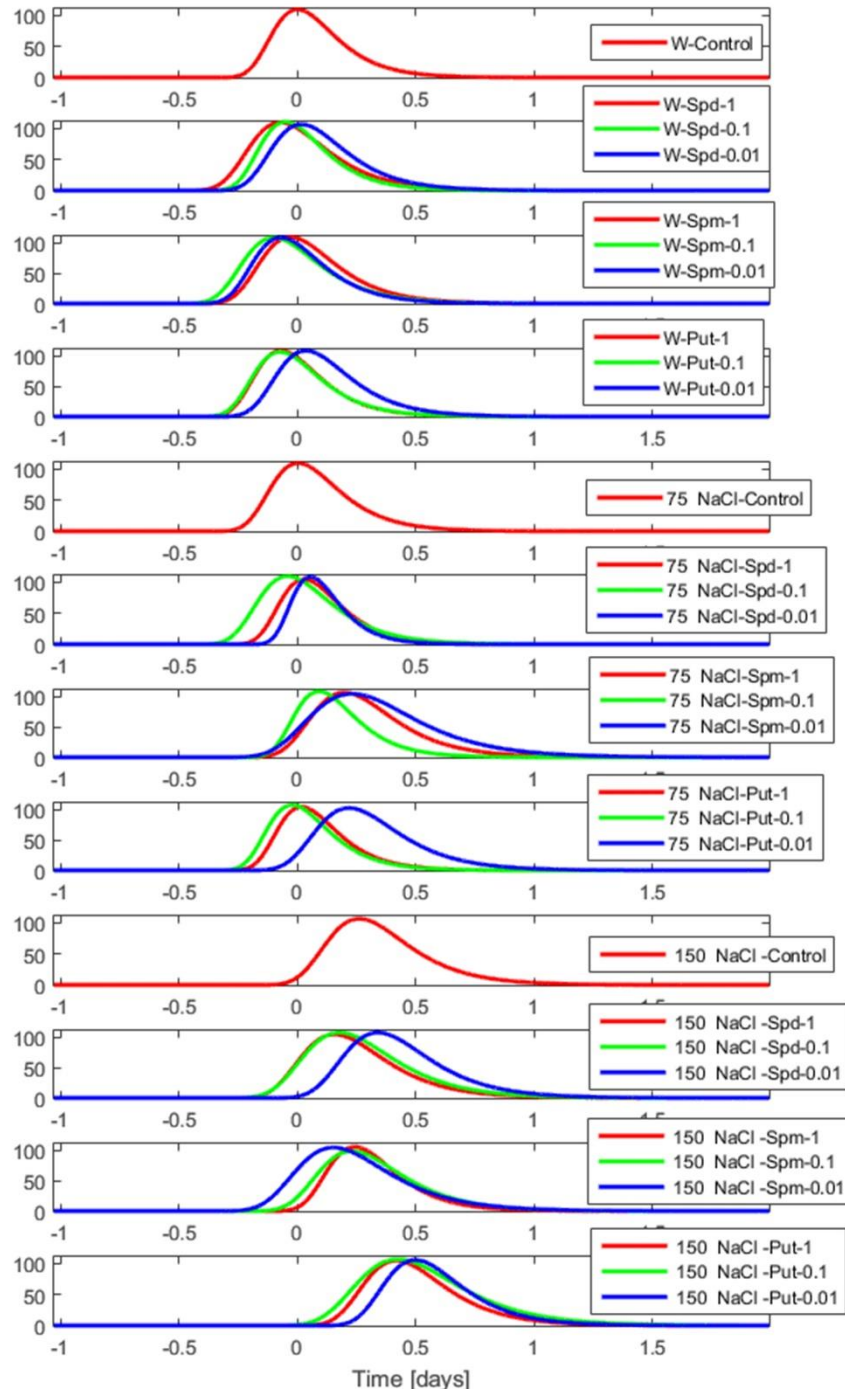 100
50
0
W-Control
-1 -0.5 0 0.5 1
100
50
0
W-Spd-1
W-Spd-0.1
W-Spd-0.01
-1 -0.5 0 0.5 1
100
50
0
W-Spm-1
W-Spm-0.1
W-Spm-0.01
-1 -0.5 0 0.5 1
100
50
0
W-Put-1
W-Put-0.1
W-Put-0.01
-1 -0.5 0 0.5 1 1.5
100
50
0
75 NaCl-Control
-1 -0.5 0 0.5 1
100
50
0
75 NaCl-Spd-1
75 NaCl-Spd-0.1
75 NaCl-Spd-0.01
-1 -0.5 0 0.5 1
100
50
0
75 NaCl-Spm-1
75 NaCl-Spm-0.1
75 NaCl-Spm-0.01
-1 -0.5 0 0.5 1
100
50
0
75 NaCl-Put-1
75 NaCl-Put-0.1
75 NaCl-Put-0.01
-1 -0.5 0 0.5 1 1.5
100
50
0
150 NaCl -Control
-1 -0.5 0 0.5 1
100
50
0
150 NaCl -Spd-1
150 NaCl -Spd-0.1
150 NaCl -Spd-0.01
-1 -0.5 0 0.5 1
100
50
0
150 NaCl -Spm-1
150 NaCl -Spm-0.1
150 NaCl -Spm-0.01
-1 -0.5 0 0.5 1
100
50
0
150 NaCl -Put-1
150 NaCl -Put-0.1
150 NaCl -Put-0.01
-1 -0.5 0 0.5 1 1.5
Time [days]